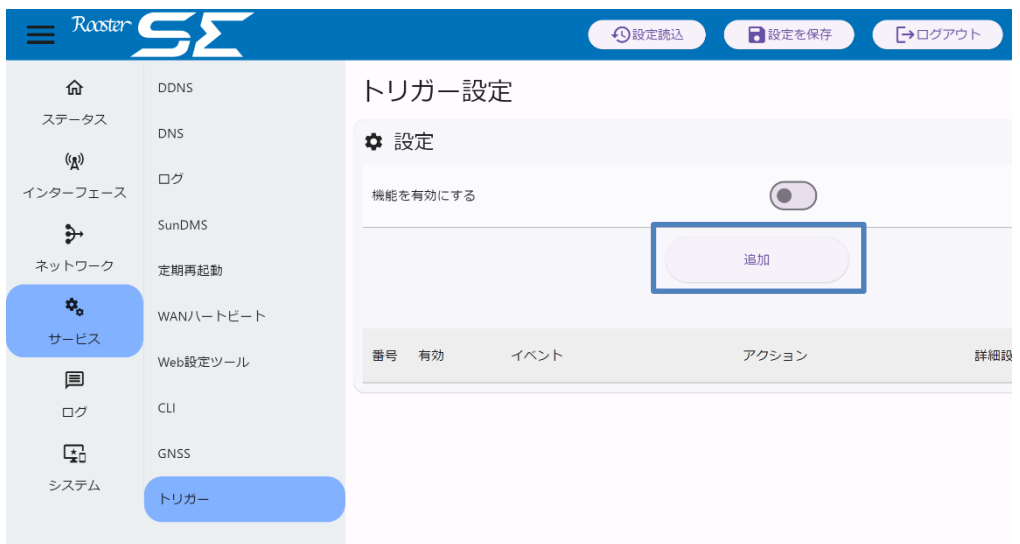 Rooster
SE
設定読込
設定を保存
ログアウト
ステータス
インターフェース
ネットワーク
サービス
ログ
システム
DDNS
DNS
ログ
SunDMS
定期再起動
WANハートビート
Web設定ツール
CLI
GNSS
トリガー
トリガー設定
設定
機能を有効にする
追加
番号 有効 イベント アクション 詳細設